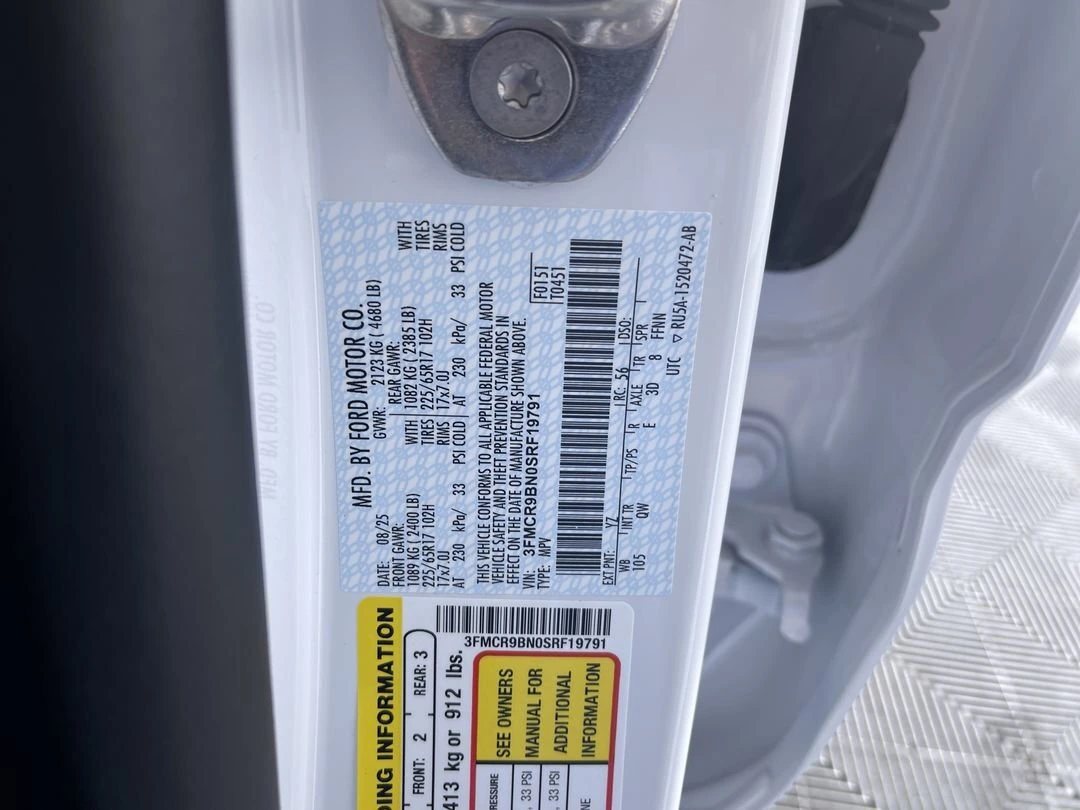 MFD. BY FORD MOTOR CO.
DATE: 08/25 GVWR: 2123 KG ( 4680 LB)
FRONT GAWR: REAR GAWR:
1089 KG ( 2400 LB) WITH 1082 KG ( 2385 LB) WITH
225/65R17 102H TIRES 225/65R17 102H TIRES
17x7.0J RIMS 17x7.0J RIMS
AT 230 kPa/ 33 PSI COLD AT 230 kPa/ 33 PSI COLD
THIS VEHICLE CONFORMS TO ALL APPLICABLE FEDERAL MOTOR
VEHICLE SAFETY AND THEFT PREVENTION STANDARDS IN
EFFECT ON THE DATE OF MANUFACTURE SHOWN ABOVE.
VIN: 3FMCR9BN0SRF19791
TYPE: MPV
F0151
T0451
EXT PNT: YZ RC: 56 DSO:
WB INT TR TP/PS R AXLE TR SPR
105 QW E 3D 8 FFNN
UTC ▽ RU5A-1520472-AB
DING INFORMATION
FRONT: 2 REAR: 3
413 kg or 912 lbs.
3FMCR9BN0SRF19791
RESSURE
, 33 PSI
, 33 PSI
NE
SEE OWNERS
MANUAL FOR
ADDITIONAL
INFORMATION